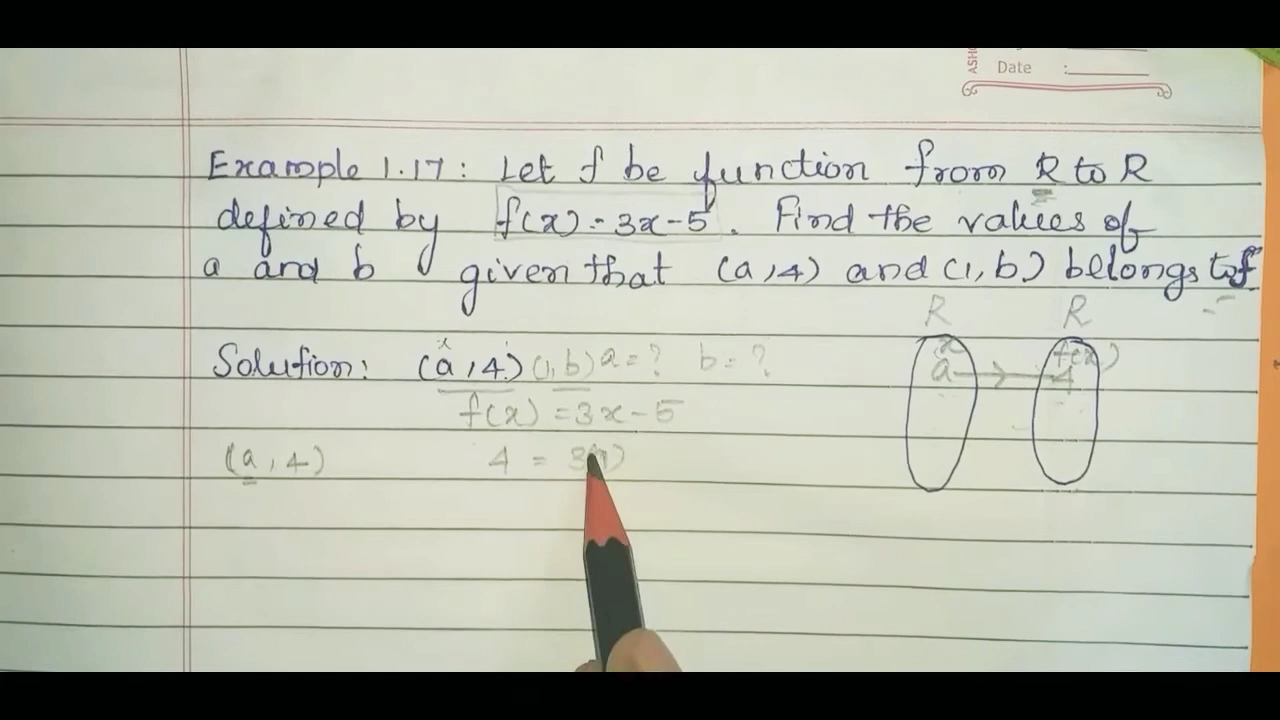 Date :
Example 1.17: Let f be function from R to R
defined by f(x) = 3x-5. Find the values of
a and b given that (a,4) and (1,b) belongs to f
R R
Solution: (a,4) (1,b) a=? b=?
x
x f(x)
a 4
f(x) = 3x-5
(a,4) 4 = 3(